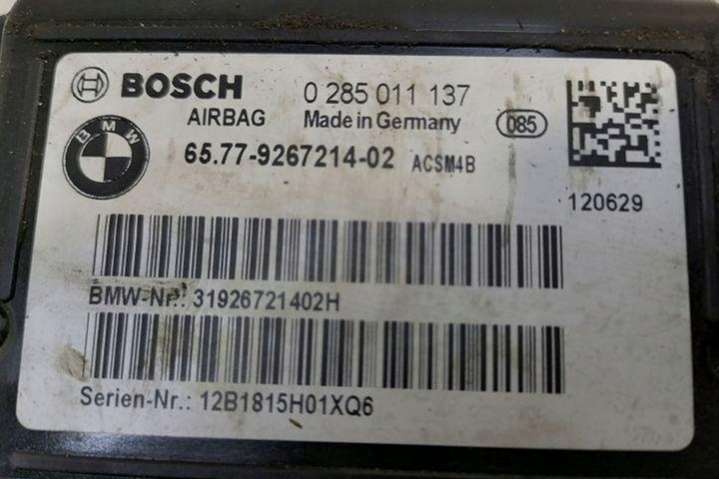 BOSCH 0 285 011 137
AIRBAG Made in Germany 085
BMW
65.77-9267214-02 ACSM4B
120629
BMW-Nr.: 31926721402H
Serien-Nr.: 12B1815H01XQ6